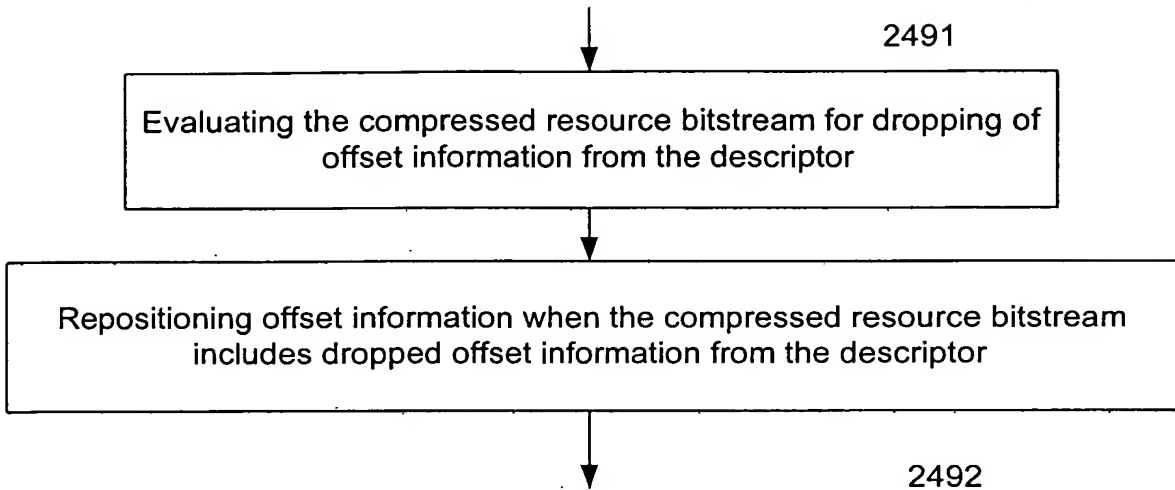 2491
Evaluating the compressed resource bitstream for dropping of
offset information from the descriptor
Repositioning offset information when the compressed resource bitstream
includes dropped offset information from the descriptor
2492